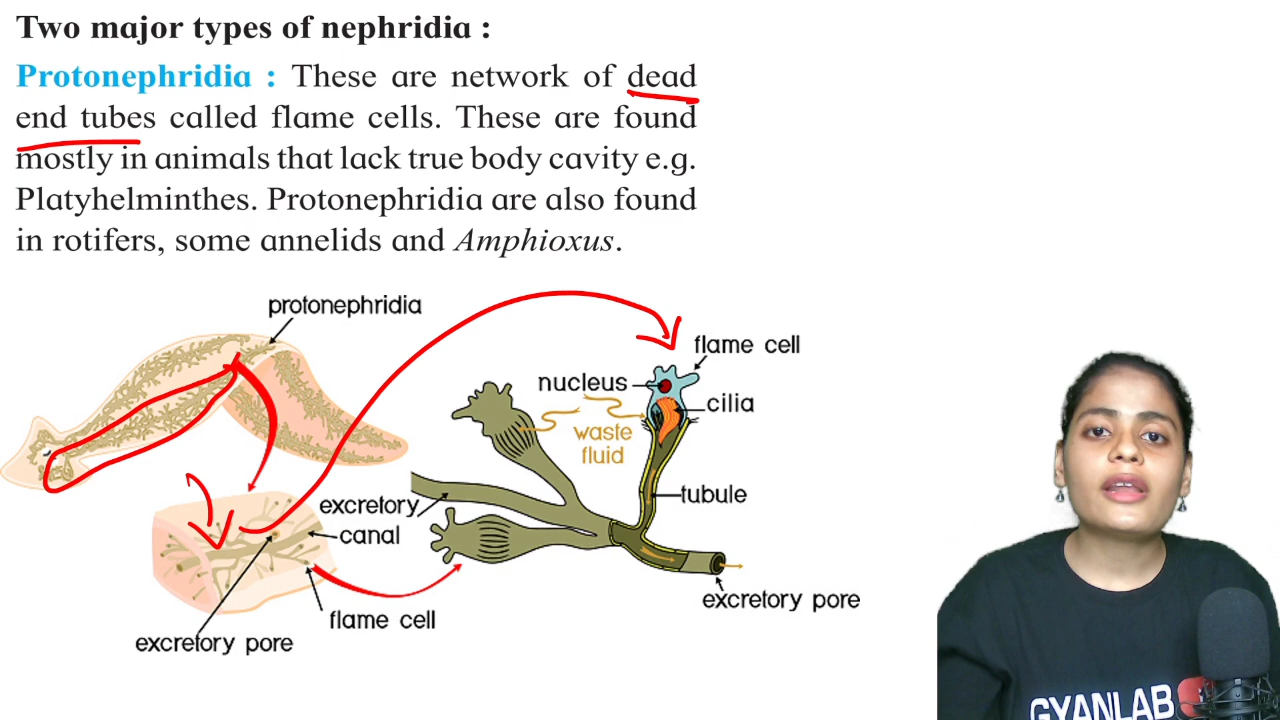 Two major types of nephridia :
Protonephridia : These are network of dead
end tubes called flame cells. These are found
mostly in animals that lack true body cavity e.g.
Platyhelminthes. Protonephridia are also found
in rotifers, some annelids and Amphioxus.
protonephridia
flame cell
nucleus
cilia
waste
fluid
tubule
excretory
canal
excretory pore
flame cell
excretory pore
GYANLAB